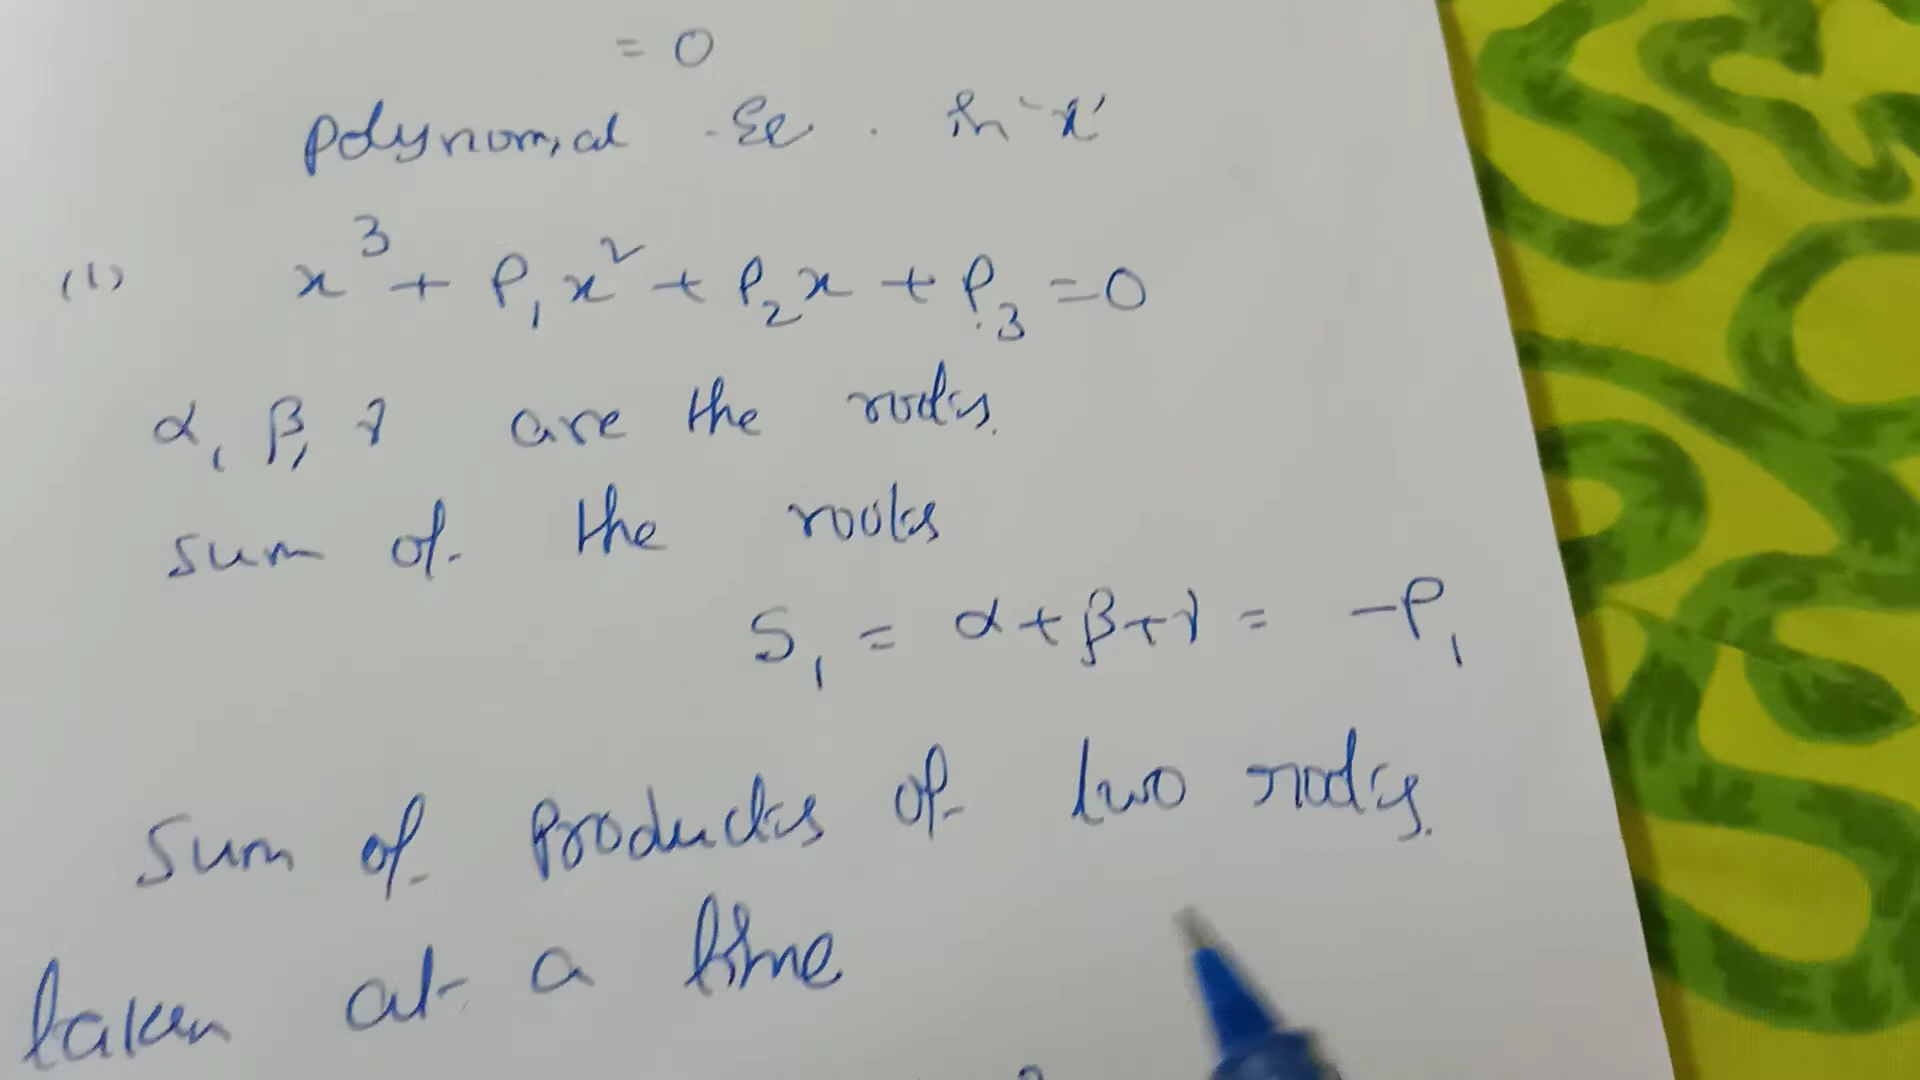 = 0
polynomial Ee. in 'x'
(1) x³ + P₁x² + P₂x + P₃ = 0
α, β, γ are the roots.
sum of the roots
S₁ = α + β + γ = -P₁
Sum of Products of two roots.
taken at a time